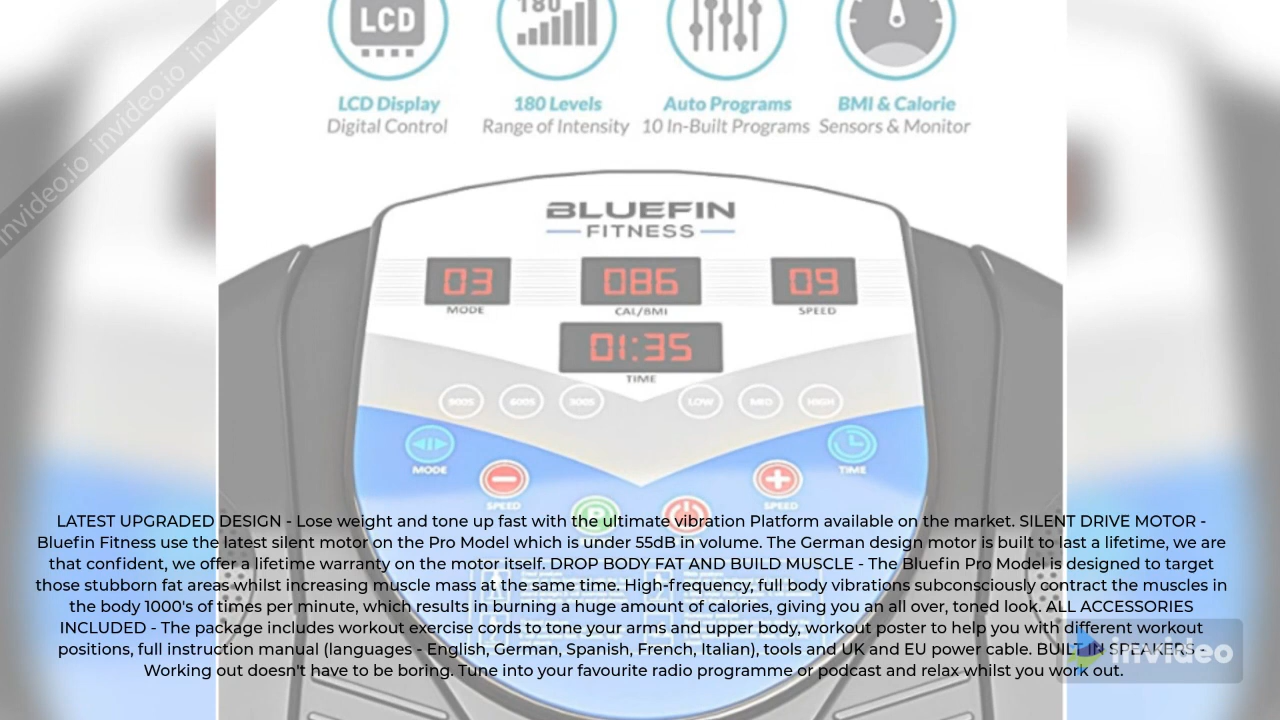 invideo.io invideo.io invideo.io
LCD
180
LCD Display
Digital Control
180 Levels
Range of Intensity
Auto Programs
10 In-Built Programs
BMI & Calorie
Sensors & Monitor
BLUEFIN
FITNESS
03
MODE
086
CAL/BMI
09
SPEED
01:35
TIME
300S
LOW
MID
HIGH
MODE
TIME
SPEED
SPEED
P
LATEST UPGRADED DESIGN - Lose weight and tone up fast with the ultimate vibration Platform available on the market. SILENT DRIVE MOTOR -
Bluefin Fitness use the latest silent motor on the Pro Model which is under 55dB in volume. The German design motor is built to last a lifetime, we are
that confident, we offer a lifetime warranty on the motor itself. DROP BODY FAT AND BUILD MUSCLE - The Bluefin Pro Model is designed to target
those stubborn fat areas whilst increasing muscle mass at the same time. High-frequency, full body vibrations subconsciously contract the muscles in
the body 1000's of times per minute, which results in burning a huge amount of calories, giving you an all over, toned look. ALL ACCESSORIES
INCLUDED - The package includes workout exercise cords to tone your arms and upper body, workout poster to help you with different workout
positions, full instruction manual (languages - English, German, Spanish, French, Italian), tools and UK and EU power cable. BUILT IN SPEAKERS -
Working out doesn't have to be boring. Tune into your favourite radio programme or podcast and relax whilst you work out.
invideo